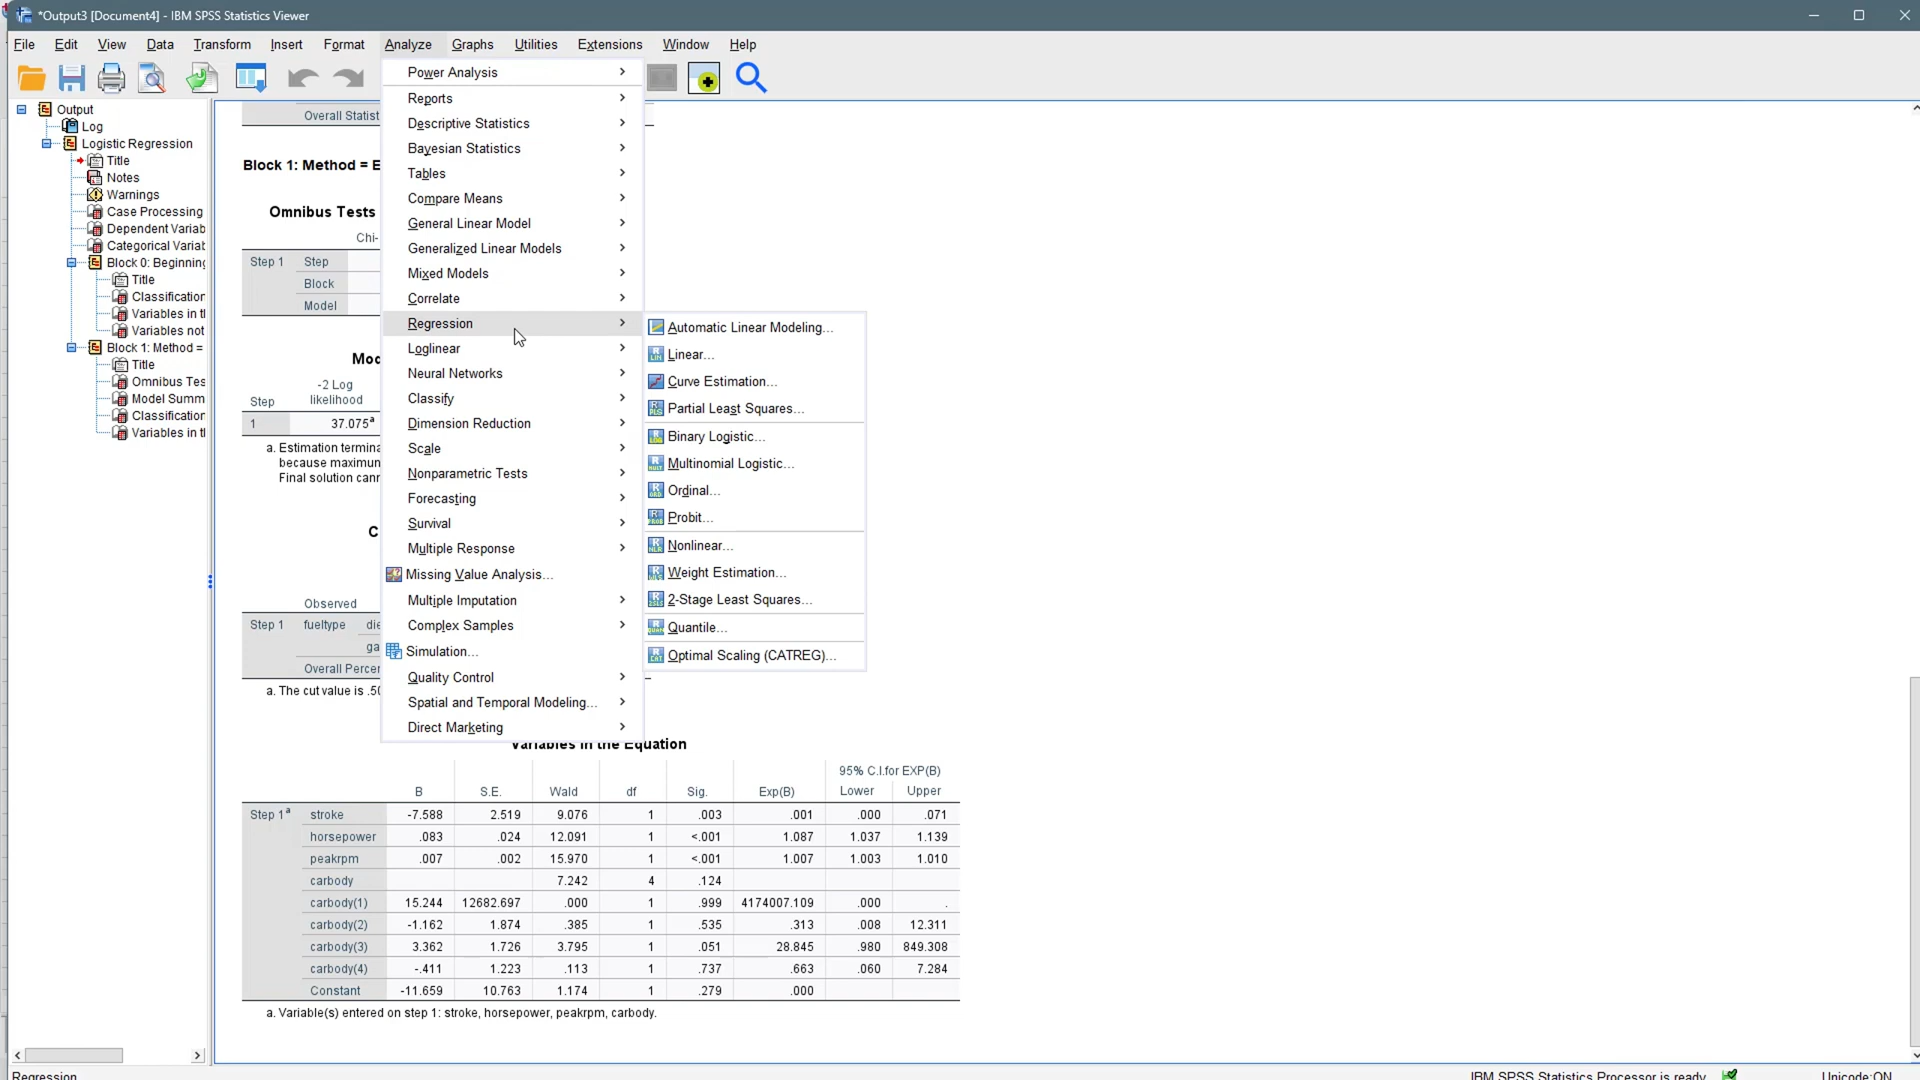 *Output3 [Document4] - IBM SPSS Statistics Viewer
File Edit View Data Transform Insert Format Analyze Graphs Utilities Extensions Window Help
Output
Log
Logistic Regression
Title
Notes
Warnings
Case Processing
Dependent Variab
Categorical Variab
Block 0: Beginning
Title
Classification
Variables in t
Variables not
Block 1: Method =
Title
Omnibus Tes
Model Summ
Classification
Variables in t
Overall Statist
Block 1: Method = E
Omnibus Tests
Chi-
Step 1 Step
Block
Model
Mod
Step -2 Log likelihood
1 37.075a
a. Estimation termina
because maximun
Final solution cann
C
Observed
Step 1 fueltype die
ga
Overall Percer
a. The cut value is .50
Power Analysis
Reports
Descriptive Statistics
Bayesian Statistics
Tables
Compare Means
General Linear Model
Generalized Linear Models
Mixed Models
Correlate
Regression
Loglinear
Neural Networks
Classify
Dimension Reduction
Scale
Nonparametric Tests
Forecasting
Survival
Multiple Response
Missing Value Analysis...
Multiple Imputation
Complex Samples
Simulation...
Quality Control
Spatial and Temporal Modeling...
Direct Marketing
Automatic Linear Modeling...
Linear...
Curve Estimation...
Partial Least Squares...
Binary Logistic...
Multinomial Logistic...
Ordinal...
Probit...
Nonlinear...
Weight Estimation...
2-Stage Least Squares...
Quantile...
Optimal Scaling (CATREG)...
Variables in the Equation
95% C.I.for EXP(B)
B S.E. Wald df Sig. Exp(B) Lower Upper
Step 1a stroke -7.588 2.519 9.076 1 .003 .001 .000 .071
horsepower .083 .024 12.091 1 <.001 1.087 1.037 1.139
peakrpm .007 .002 15.970 1 <.001 1.007 1.003 1.010
carbody 7.242 4 .124
carbody(1) 15.244 12682.697 .000 1 .999 4174007.109 .000 .
carbody(2) -1.162 1.874 .385 1 .535 .313 .008 12.311
carbody(3) 3.362 1.726 3.795 1 .051 28.845 .980 849.308
carbody(4) -.411 1.223 .113 1 .737 .663 .060 7.284
Constant -11.659 10.763 1.174 1 .279 .000
a. Variable(s) entered on step 1: stroke, horsepower, peakrpm, carbody.
Regression IBM SPSS Statistics Processor is ready Unicode:ON